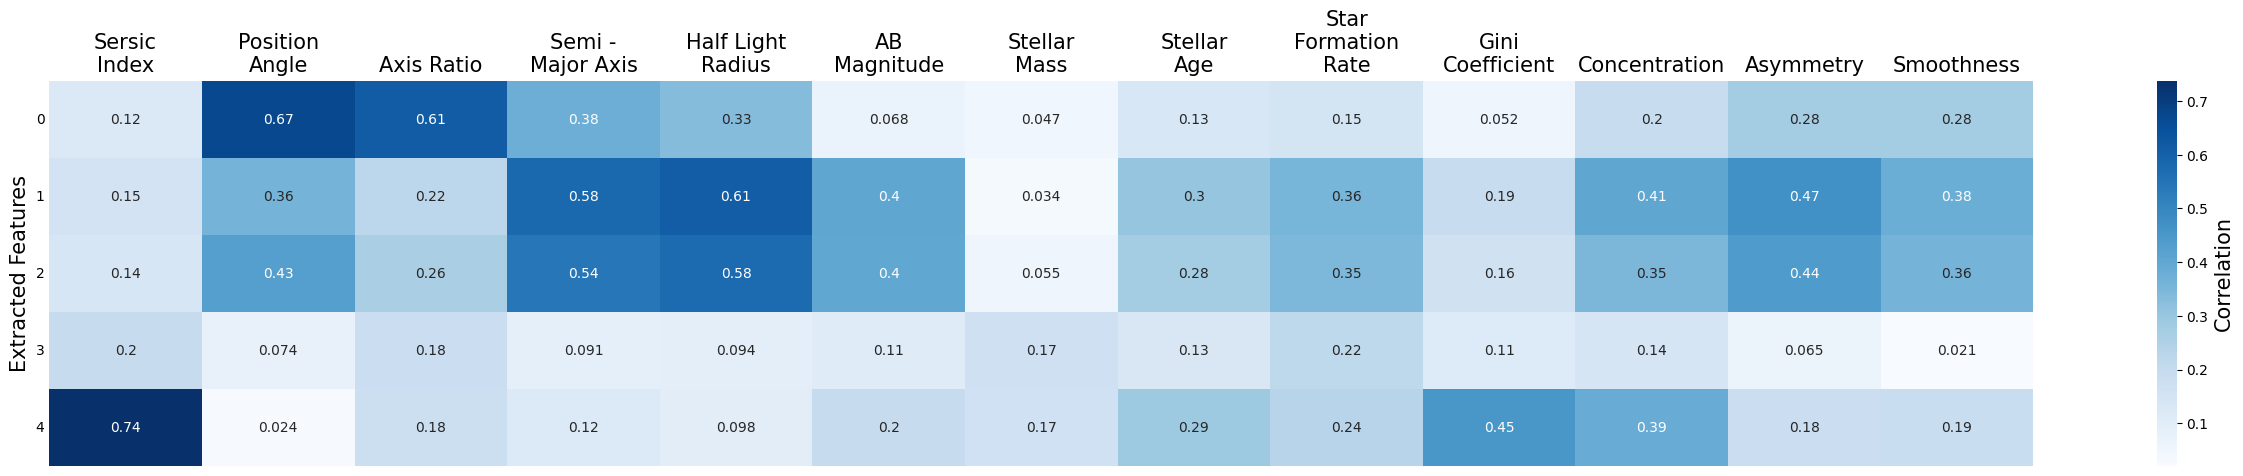 Sersic
Index
Position
Angle
Axis Ratio
Semi -
Major Axis
Half Light
Radius
AB
Magnitude
Stellar
Mass
Stellar
Age
Star
Formation
Rate
Gini
Coefficient
Concentration
Asymmetry
Smoothness
Extracted Features
0 0.12 0.67 0.61 0.38 0.33 0.068 0.047 0.13 0.15 0.052 0.2 0.28 0.28
1 0.15 0.36 0.22 0.58 0.61 0.4 0.034 0.3 0.36 0.19 0.41 0.47 0.38
2 0.14 0.43 0.26 0.54 0.58 0.4 0.055 0.28 0.35 0.16 0.35 0.44 0.36
3 0.2 0.074 0.18 0.091 0.094 0.11 0.17 0.13 0.22 0.11 0.14 0.065 0.021
4 0.74 0.024 0.18 0.12 0.098 0.2 0.17 0.29 0.24 0.45 0.39 0.18 0.19
0.7
0.6
0.5
0.4
0.3
0.2
0.1
Correlation